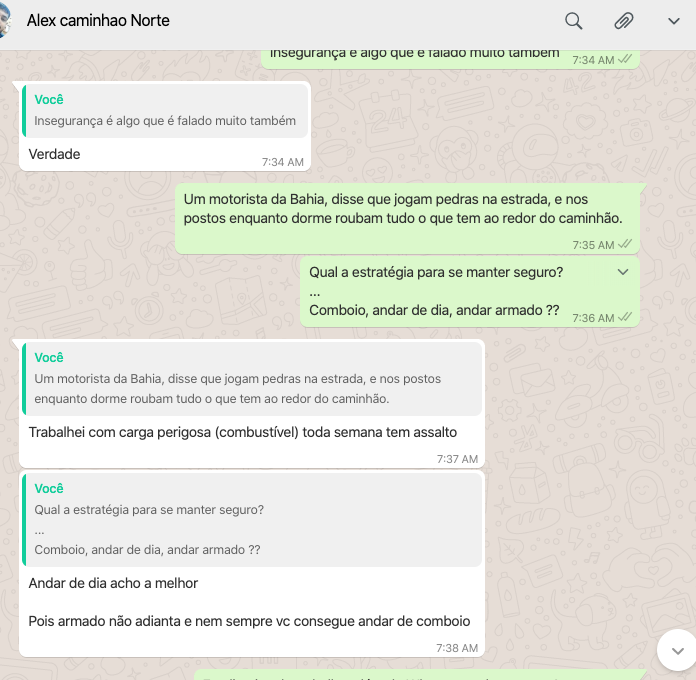 Alex caminhao Norte
Insegurança é algo que é falado muito também
7:34 AM
Você
Insegurança é algo que é falado muito também
Verdade
7:34 AM
Um motorista da Bahia, disse que jogam pedras na estrada, e nos
postos enquanto dorme roubam tudo o que tem ao redor do caminhão.
7:35 AM
Qual a estratégia para se manter seguro?
...
Comboio, andar de dia, andar armado ??
7:36 AM
Você
Um motorista da Bahia, disse que jogam pedras na estrada, e nos postos
enquanto dorme roubam tudo o que tem ao redor do caminhão.
Trabalhei com carga perigosa (combustível) toda semana tem assalto
7:37 AM
Você
Qual a estratégia para se manter seguro?
...
Comboio, andar de dia, andar armado ??
Andar de dia acho a melhor
Pois armado não adianta e nem sempre vc consegue andar de comboio
7:38 AM